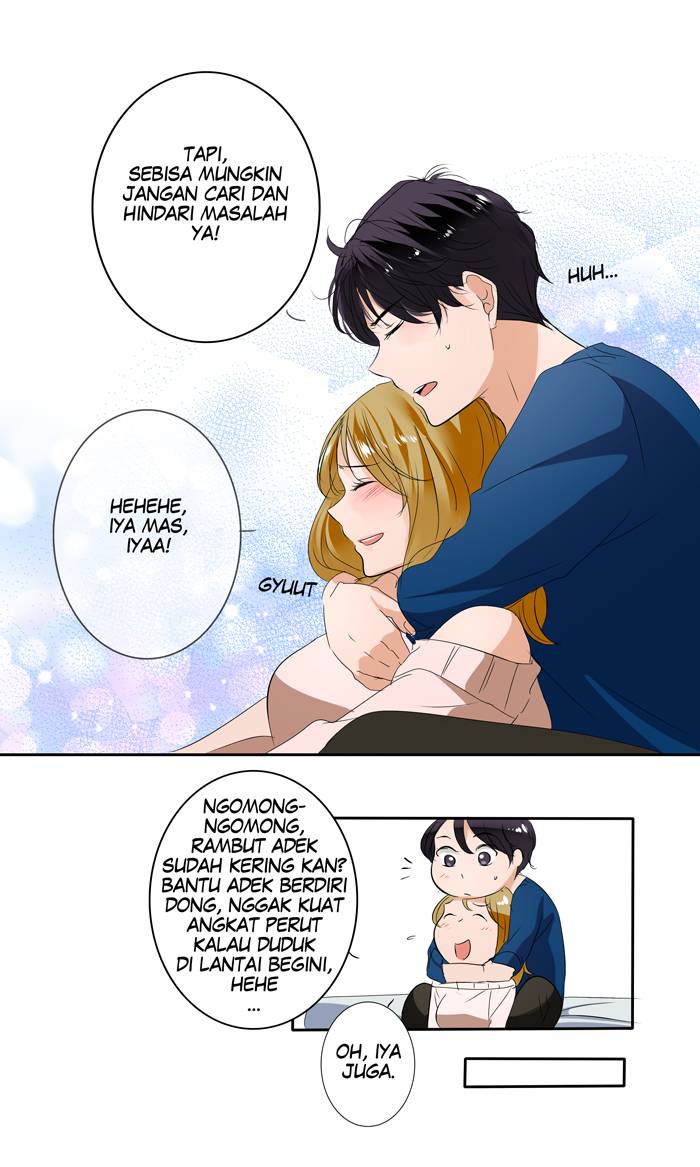 TAPI,
SEBISA MUNGKIN
JANGAN CARI DAN
HINDARI MASALAH
YA!
HUH...
HEHEHE,
IYA MAS,
IYAA!
GYUUT
NGOMONG-
NGOMONG,
RAMBUT ADEK
SUDAH KERING KAN?
BANTU ADEK BERDIRI
DONG, NGGAK KUAT
ANGKAT PERUT
KALAU DUDUK
DI LANTAI BEGINI,
HEHE
...
OH, IYA
JUGA.